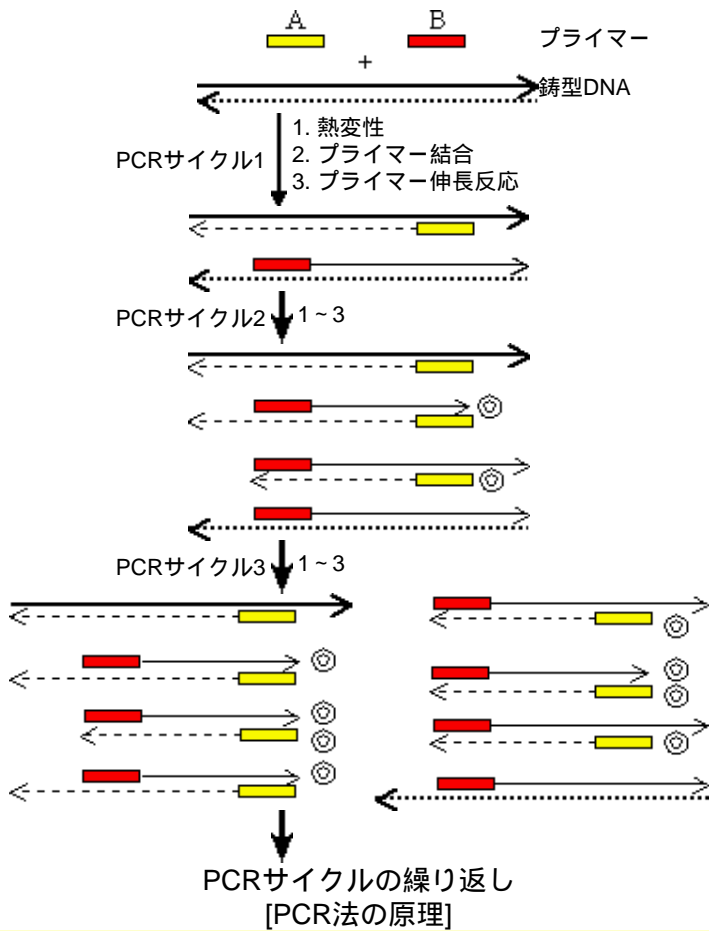 A B
プライマー
+
鋳型DNA
1. 熱変性
PCRサイクル1
2. プライマー結合
3. プライマー伸長反応
PCRサイクル2 1~3
PCRサイクル3 1~3
PCRサイクルの繰り返し
[PCR法の原理]